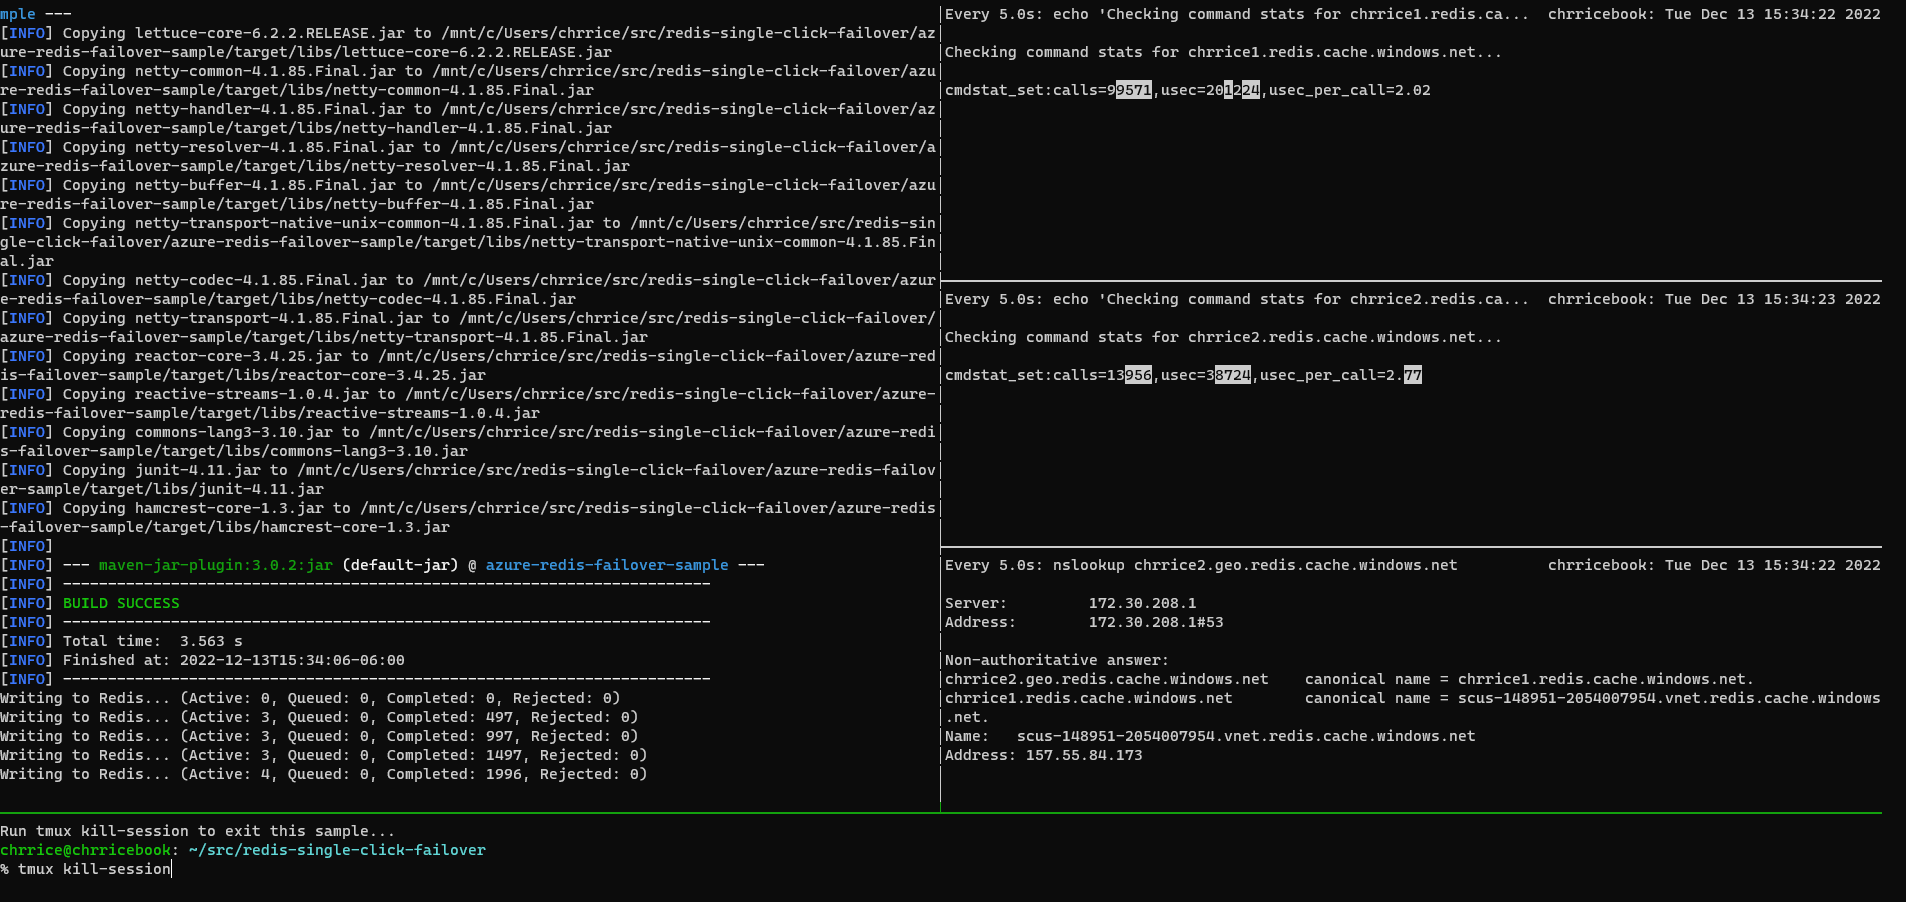 mple ---
[INFO] Copying lettuce-core-6.2.2.RELEASE.jar to /mnt/c/Users/chrrice/src/redis-single-click-failover/az
ure-redis-failover-sample/target/libs/lettuce-core-6.2.2.RELEASE.jar
[INFO] Copying netty-common-4.1.85.Final.jar to /mnt/c/Users/chrrice/src/redis-single-click-failover/azu
re-redis-failover-sample/target/libs/netty-common-4.1.85.Final.jar
[INFO] Copying netty-handler-4.1.85.Final.jar to /mnt/c/Users/chrrice/src/redis-single-click-failover/az
ure-redis-failover-sample/target/libs/netty-handler-4.1.85.Final.jar
[INFO] Copying netty-resolver-4.1.85.Final.jar to /mnt/c/Users/chrrice/src/redis-single-click-failover/a
zure-redis-failover-sample/target/libs/netty-resolver-4.1.85.Final.jar
[INFO] Copying netty-buffer-4.1.85.Final.jar to /mnt/c/Users/chrrice/src/redis-single-click-failover/azu
re-redis-failover-sample/target/libs/netty-buffer-4.1.85.Final.jar
[INFO] Copying netty-transport-native-unix-common-4.1.85.Final.jar to /mnt/c/Users/chrrice/src/redis-sin
gle-click-failover/azure-redis-failover-sample/target/libs/netty-transport-native-unix-common-4.1.85.Fin
al.jar
[INFO] Copying netty-codec-4.1.85.Final.jar to /mnt/c/Users/chrrice/src/redis-single-click-failover/azur
e-redis-failover-sample/target/libs/netty-codec-4.1.85.Final.jar
[INFO] Copying netty-transport-4.1.85.Final.jar to /mnt/c/Users/chrrice/src/redis-single-click-failover/
azure-redis-failover-sample/target/libs/netty-transport-4.1.85.Final.jar
[INFO] Copying reactor-core-3.4.25.jar to /mnt/c/Users/chrrice/src/redis-single-click-failover/azure-red
is-failover-sample/target/libs/reactor-core-3.4.25.jar
[INFO] Copying reactive-streams-1.0.4.jar to /mnt/c/Users/chrrice/src/redis-single-click-failover/azure-
redis-failover-sample/target/libs/reactive-streams-1.0.4.jar
[INFO] Copying commons-lang3-3.10.jar to /mnt/c/Users/chrrice/src/redis-single-click-failover/azure-redi
s-failover-sample/target/libs/commons-lang3-3.10.jar
[INFO] Copying junit-4.11.jar to /mnt/c/Users/chrrice/src/redis-single-click-failover/azure-redis-failov
er-sample/target/libs/junit-4.11.jar
[INFO] Copying hamcrest-core-1.3.jar to /mnt/c/Users/chrrice/src/redis-single-click-failover/azure-redis
-failover-sample/target/libs/hamcrest-core-1.3.jar
[INFO]
[INFO] --- maven-jar-plugin:3.0.2:jar (default-jar) @ azure-redis-failover-sample ---
[INFO] ------------------------------------------------------------------------
[INFO] BUILD SUCCESS
[INFO] ------------------------------------------------------------------------
[INFO] Total time:  3.563 s
[INFO] Finished at: 2022-12-13T15:34:06-06:00
[INFO] ------------------------------------------------------------------------
Writing to Redis... (Active: 0, Queued: 0, Completed: 0, Rejected: 0)
Writing to Redis... (Active: 3, Queued: 0, Completed: 497, Rejected: 0)
Writing to Redis... (Active: 3, Queued: 0, Completed: 997, Rejected: 0)
Writing to Redis... (Active: 3, Queued: 0, Completed: 1497, Rejected: 0)
Writing to Redis... (Active: 4, Queued: 0, Completed: 1996, Rejected: 0)
Every 5.0s: echo 'Checking command stats for chrrice1.redis.ca...  chrricebook: Tue Dec 13 15:34:22 2022
Checking command stats for chrrice1.redis.cache.windows.net...
cmdstat_set:calls=99571,usec=201224,usec_per_call=2.02
Every 5.0s: echo 'Checking command stats for chrrice2.redis.ca...  chrricebook: Tue Dec 13 15:34:23 2022
Checking command stats for chrrice2.redis.cache.windows.net...
cmdstat_set:calls=13956,usec=38724,usec_per_call=2.77
Every 5.0s: nslookup chrrice2.geo.redis.cache.windows.net          chrricebook: Tue Dec 13 15:34:22 2022
Server:         172.30.208.1
Address:        172.30.208.1#53
Non-authoritative answer:
chrrice2.geo.redis.cache.windows.net    canonical name = chrrice1.redis.cache.windows.net.
chrrice1.redis.cache.windows.net        canonical name = scus-148951-2054007954.vnet.redis.cache.windows
.net.
Name:   scus-148951-2054007954.vnet.redis.cache.windows.net
Address: 157.55.84.173
Run tmux kill-session to exit this sample...
chrrice@chrricebook: ~/src/redis-single-click-failover
% tmux kill-session